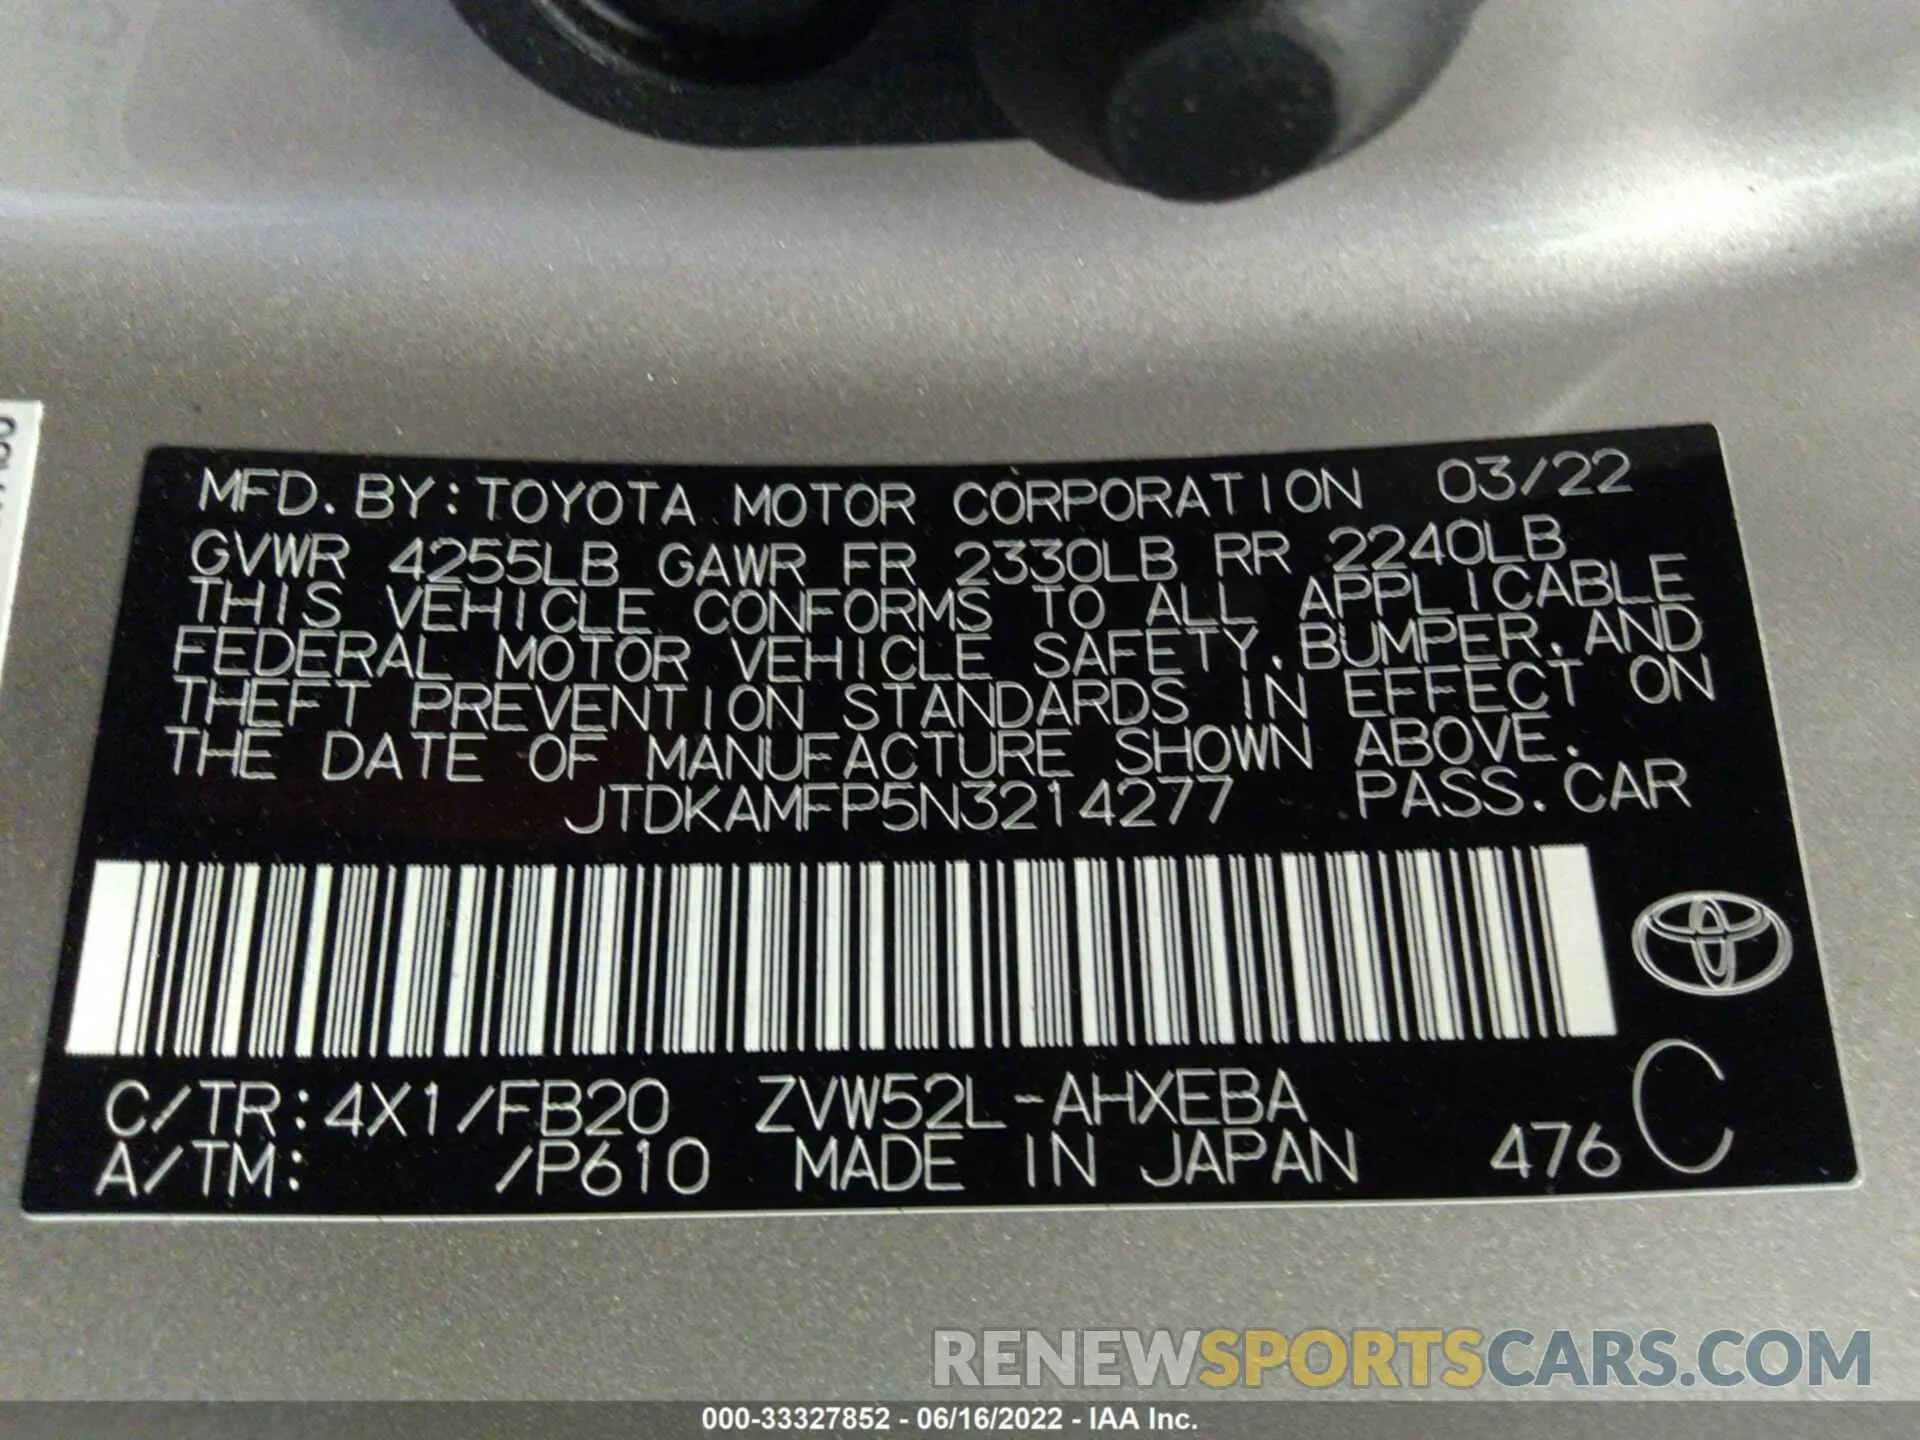 MFD. BY: TOYOTA MOTOR CORPORATION 03/22
GVWR 4255LB GAWR FR 2330LB RR 2240LB
THIS VEHICLE CONFORMS TO ALL APPLICABLE
FEDERAL MOTOR VEHICLE SAFETY, BUMPER, AND
THEFT PREVENTION STANDARDS IN EFFECT ON
THE DATE OF MANUFACTURE SHOWN ABOVE.
JTDKAMFP5N3214277 PASS. CAR
C/TR: 4X1/FB20 ZVW52L-AHXEBA
A/TM: /P610 MADE IN JAPAN 476 C
RENEWSPORTSCARS.COM
000-33327852 - 06/16/2022 - IAA Inc.